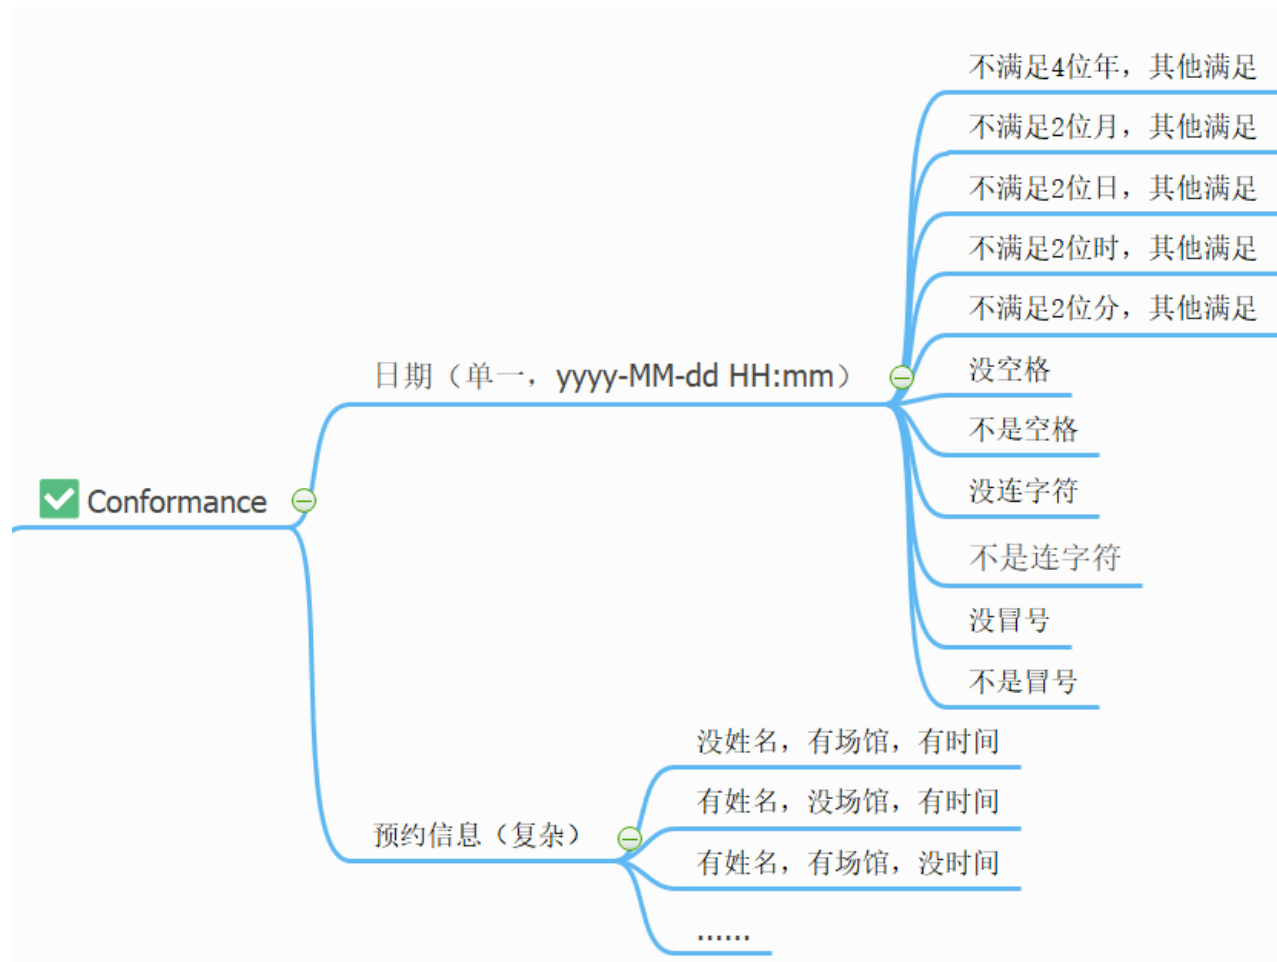 Conformance
日期（单一，yyyy-MM-dd HH:mm）
不满足4位年，其他满足
不满足2位月，其他满足
不满足2位日，其他满足
不满足2位时，其他满足
不满足2位分，其他满足
没空格
不是空格
没连字符
不是连字符
没冒号
不是冒号
预约信息（复杂）
没姓名，有场馆，有时间
有姓名，没场馆，有时间
有姓名，有场馆，没时间
......